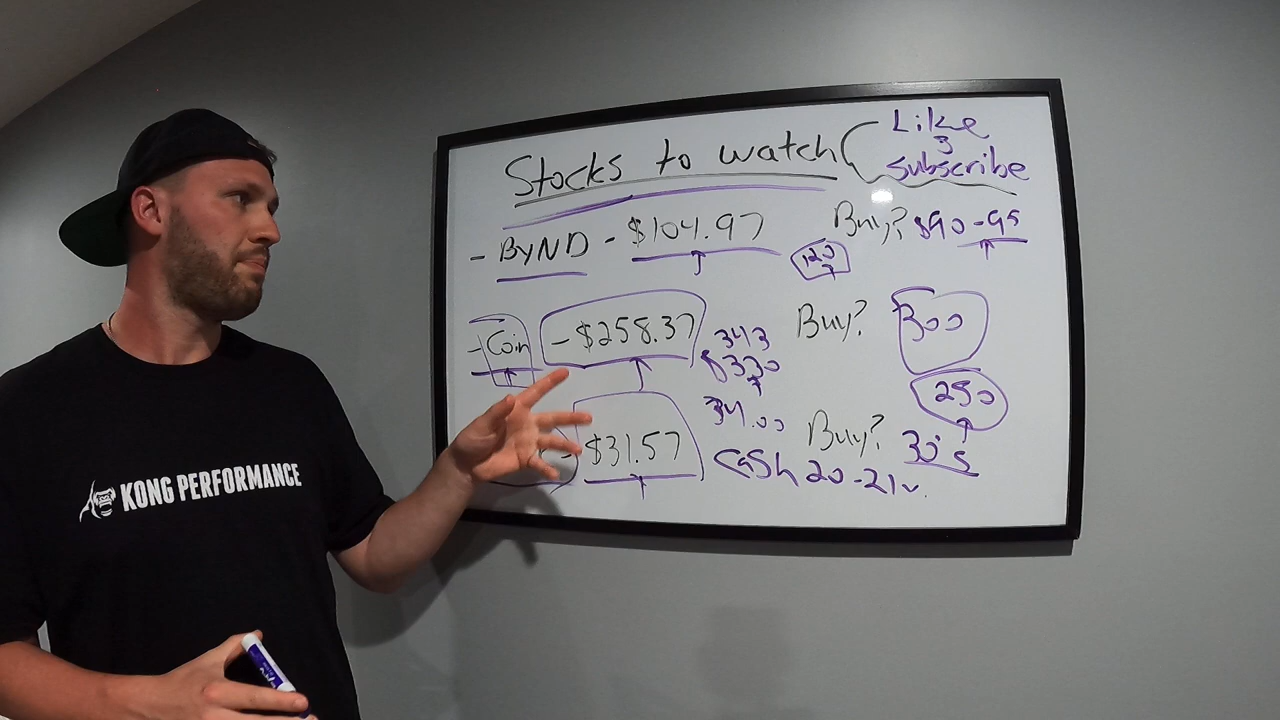 Stocks to watch
Like
&
Subscribe
- BYND - $104.97
120
Buy? $90-95
- Coin - $258.37
343
$330
Buy?
300
250
- $31.57
34.00
Buy? 30's
Cash 20-21
KONG PERFORMANCE